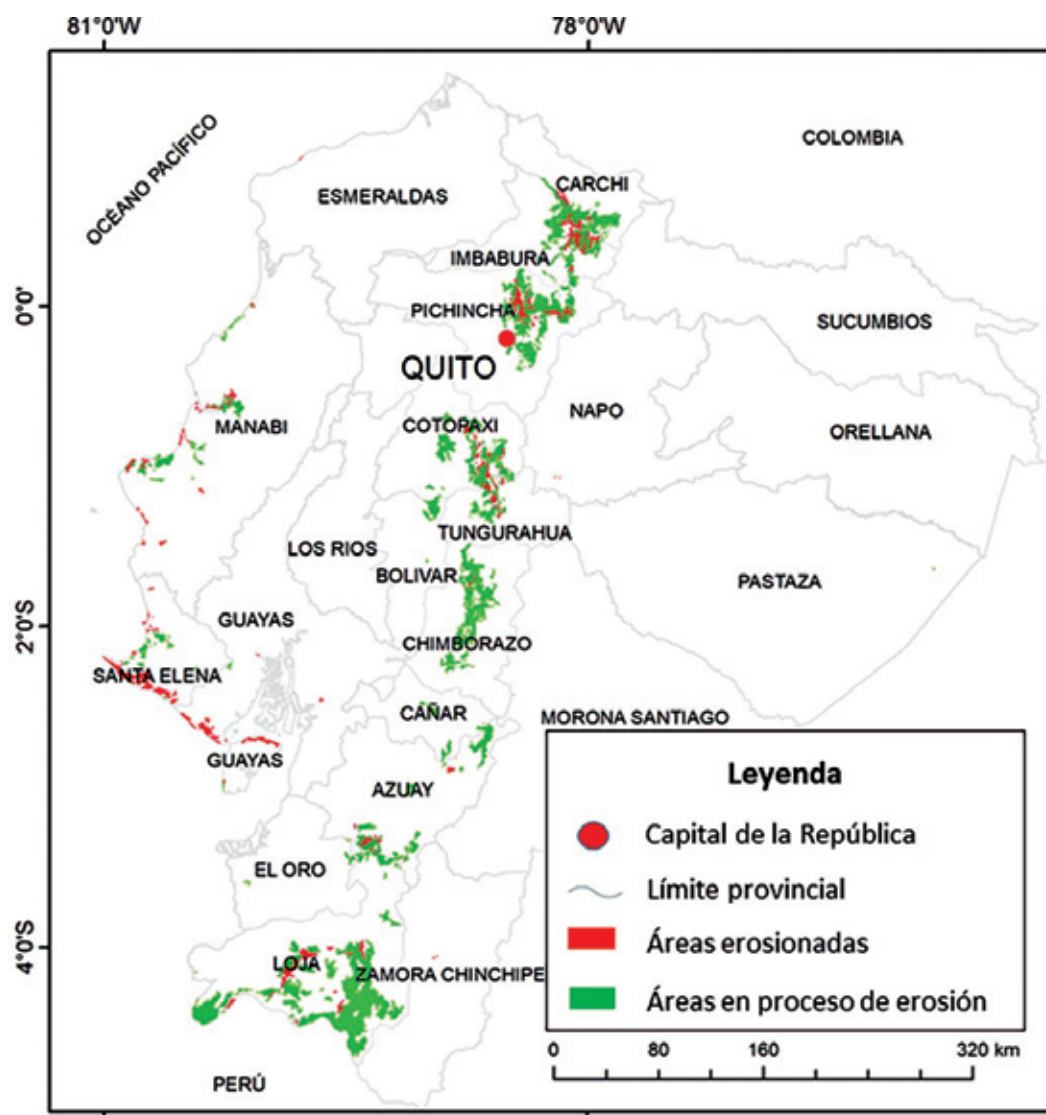 81°0'W
78°0'W
OCÉANO PACÍFICO
COLOMBIA
CARCHI
ESMERALDAS
IMBABURA
0°0'
PICHINCHA
SUCUMBIOS
QUITO
NAPO
COTOPAXI
MANABI
ORELLANA
TUNGURAHUA
LOS RIOS
BOLIVAR
PASTAZA
GUAYAS
2°0'S
CHIMBORAZO
SANTA ELENA
CAÑAR
MORONA SANTIAGO
GUAYAS
AZUAY
EL ORO
4°0'S
LOJA
ZAMORA CHINCHIPE
PERÚ
Leyenda
Capital de la República
Límite provincial
Áreas erosionadas
Áreas en proceso de erosión
0 80 160 320 km